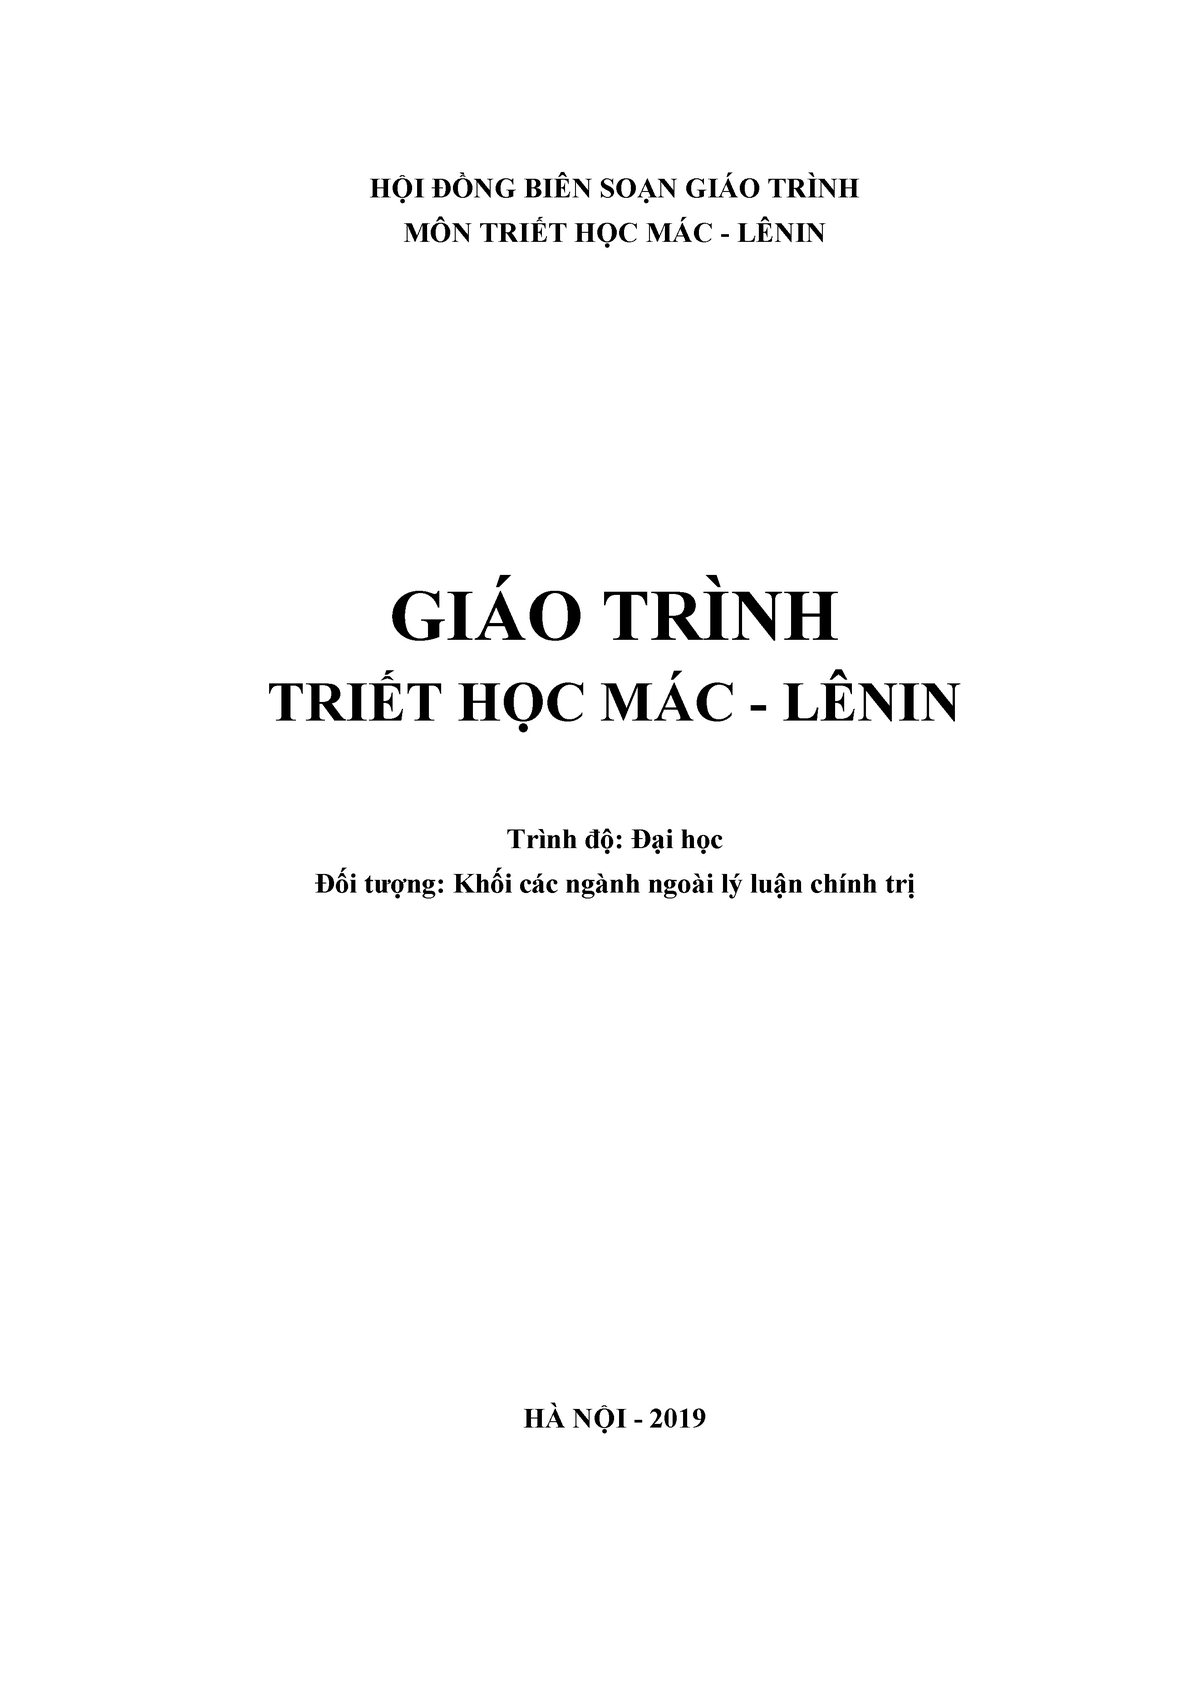 HỘI ĐỒNG BIÊN SOẠN GIÁO TRÌNH
MÔN TRIẾT HỌC MÁC - LÊNIN
GIÁO TRÌNH
TRIẾT HỌC MÁC - LÊNIN
Trình độ: Đại học
Đối tượng: Khối các ngành ngoài lý luận chính trị
HÀ NỘI - 2019